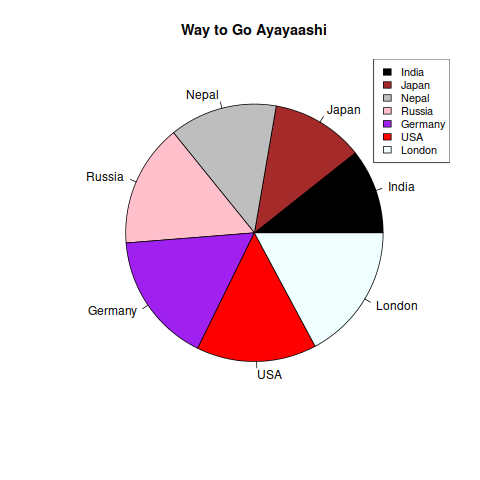 Way to Go Ayayaashi
India
Japan
Nepal
Russia
Germany
USA
London
Nepal
Japan
Russia
India
Germany
London
USA